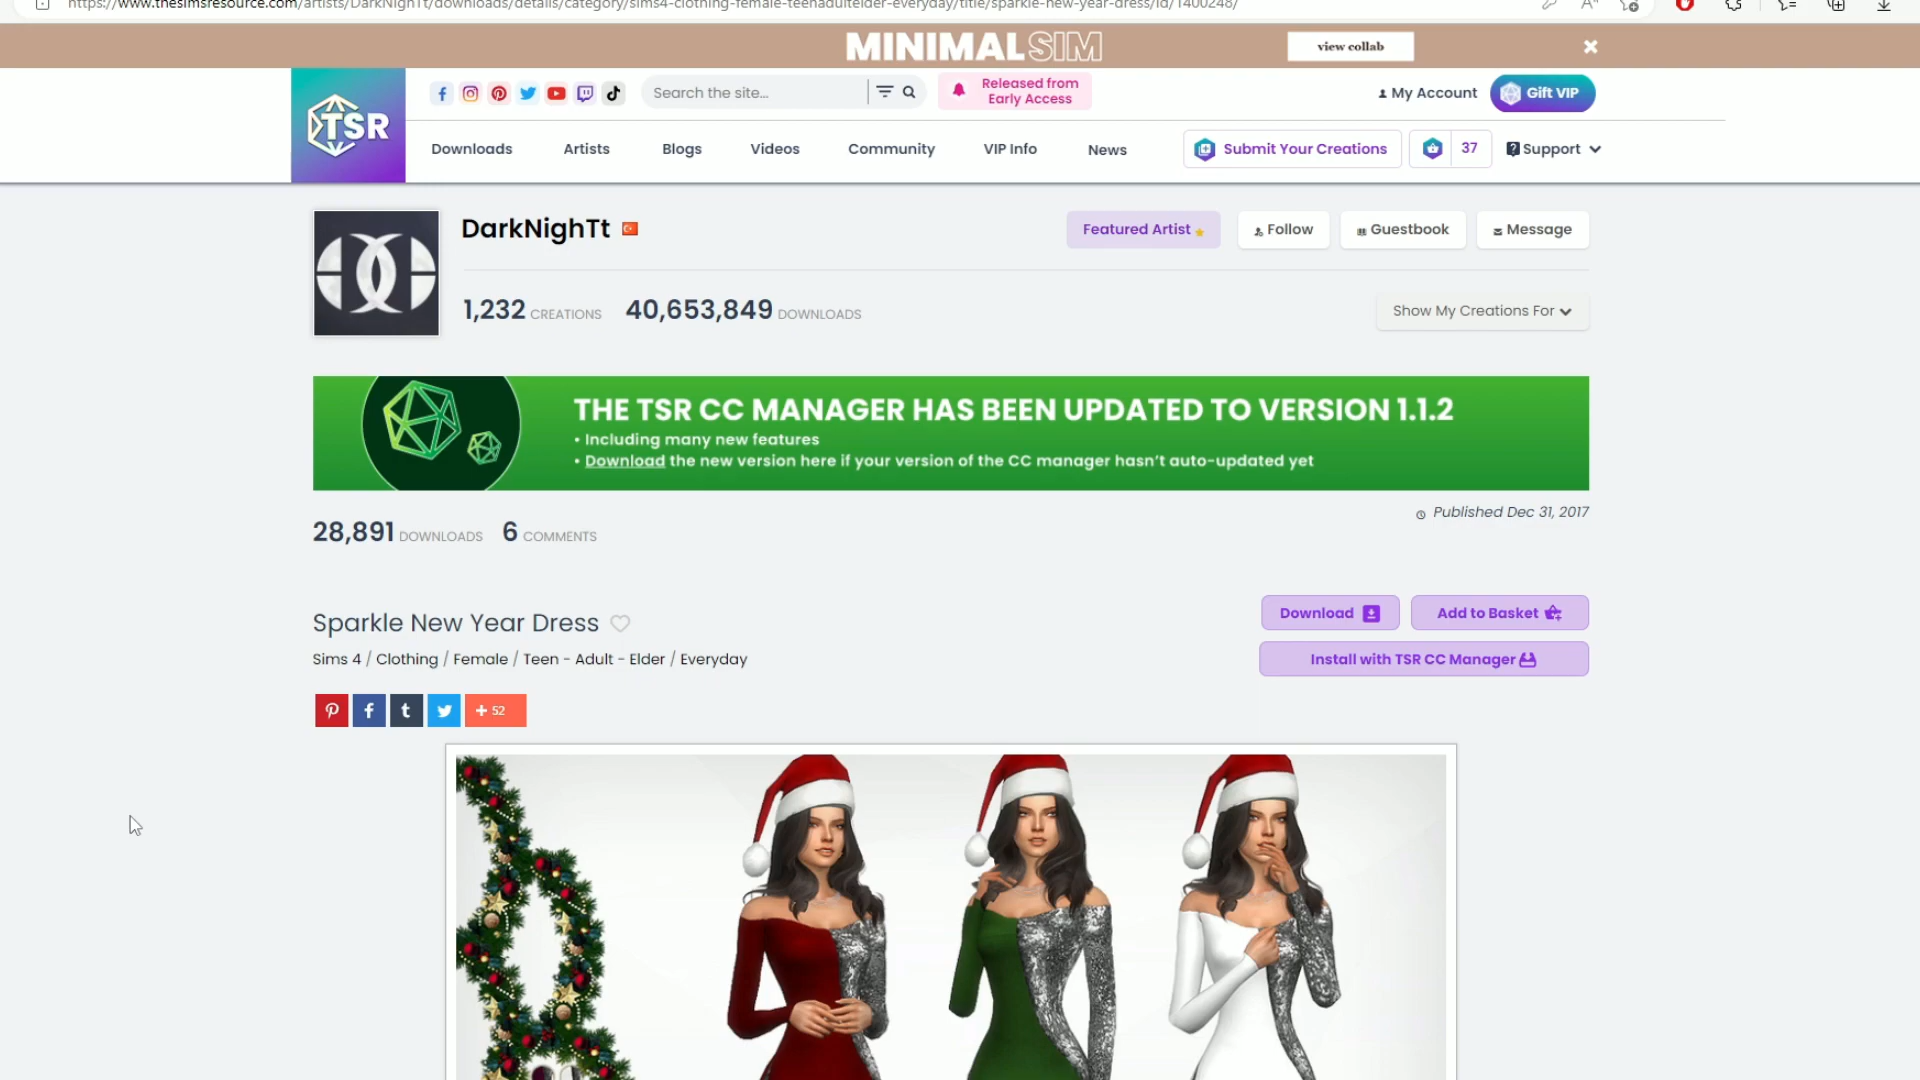 https://www.thesimsresource.com/artists/DarkNighTt/downloads/details/category/sims4-clothing-female-teenadultelder-everyday/title/sparkle-new-year-dress/id/1400248/
MINIMALSIM
view collab
TSR
Search the site...
Released from
Early Access
My Account
Gift VIP
Downloads
Artists
Blogs
Videos
Community
VIP Info
News
Submit Your Creations
37
Support
DarkNighTt
Featured Artist
Follow
Guestbook
Message
1,232 CREATIONS
40,653,849 DOWNLOADS
Show My Creations For
THE TSR CC MANAGER HAS BEEN UPDATED TO VERSION 1.1.2
• Including many new features
• Download the new version here if your version of the CC manager hasn't auto-updated yet
28,891 DOWNLOADS
6 COMMENTS
Published Dec 31, 2017
Sparkle New Year Dress
Download
Add to Basket
Sims 4 / Clothing / Female / Teen - Adult - Elder / Everyday
Install with TSR CC Manager
52